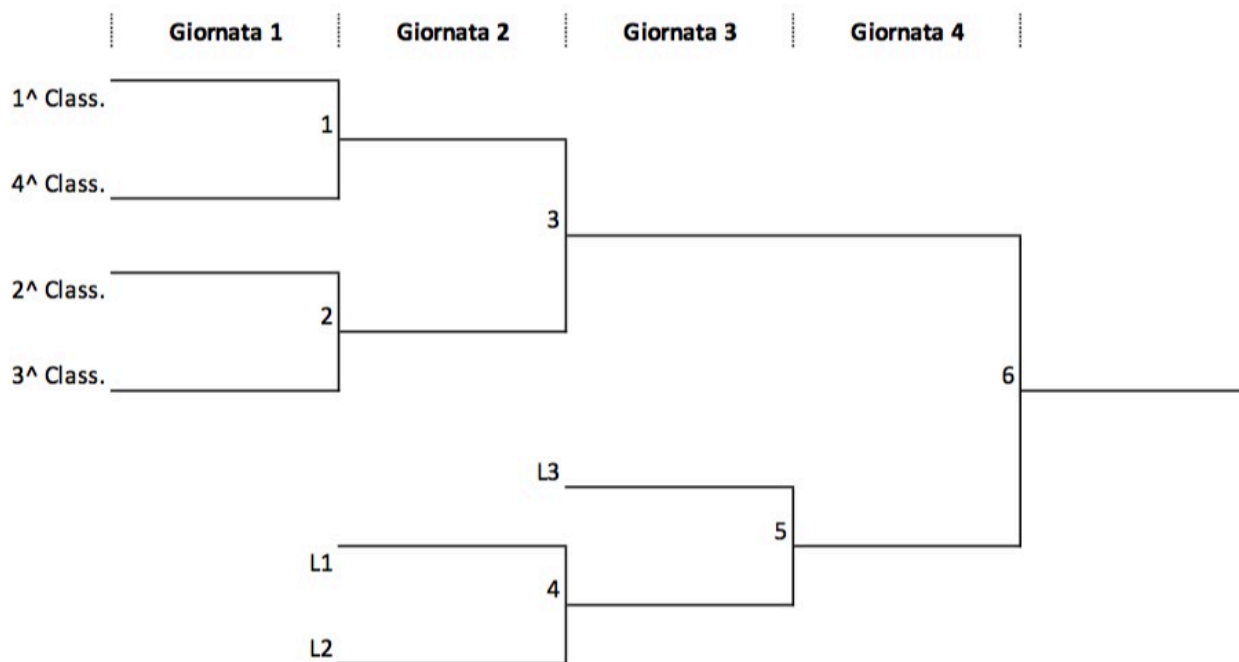 Giornata 1 Giornata 2 Giornata 3 Giornata 4
1^ Class.
1
4^ Class.
3
2^ Class.
2
3^ Class.
6
L3
5
L1
4
L2